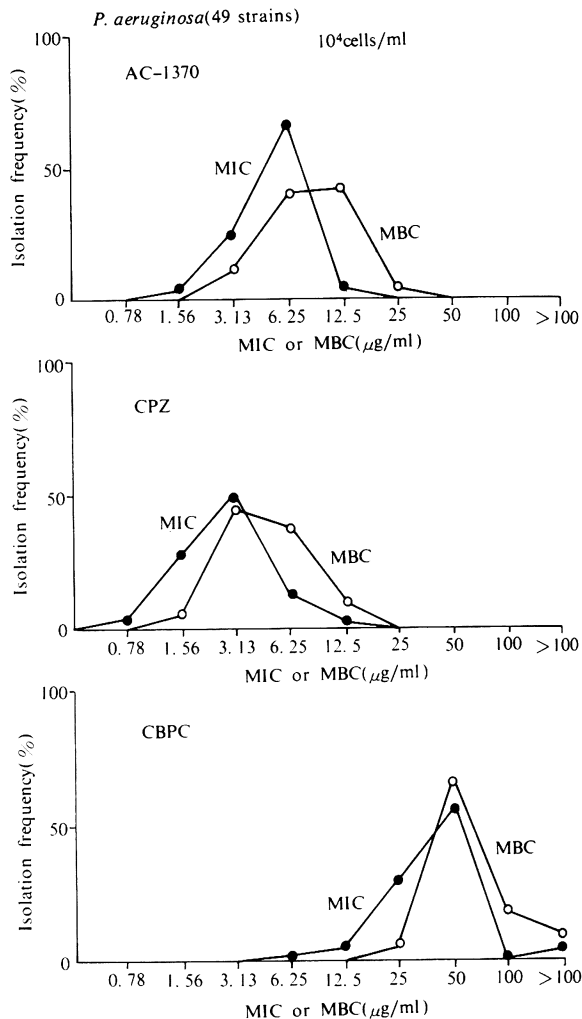 P. aeruginosa(49 strains)
10⁴cells/ml
AC-1370
Isolation frequency(%)
100
50
0
MIC
MBC
0.78 1.56 3.13 6.25 12.5 25 50 100 >100
MIC or MBC(μg/ml)
CPZ
Isolation frequency(%)
100
50
0
MIC
MBC
0.78 1.56 3.13 6.25 12.5 25 50 100 >100
MIC or MBC(μg/ml)
CBPC
Isolation frequency(%)
100
50
0
MIC
MBC
0.78 1.56 3.13 6.25 12.5 25 50 100 >100
MIC or MBC(μg/ml)